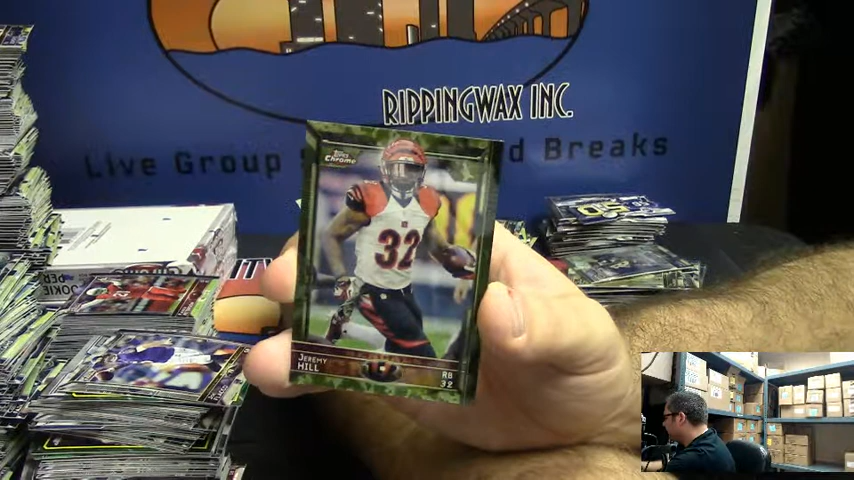 RIPPINGWAX INC.
Live Group d Breaks
Topps
Chrome
32
JEREMY
HILL
RB
32